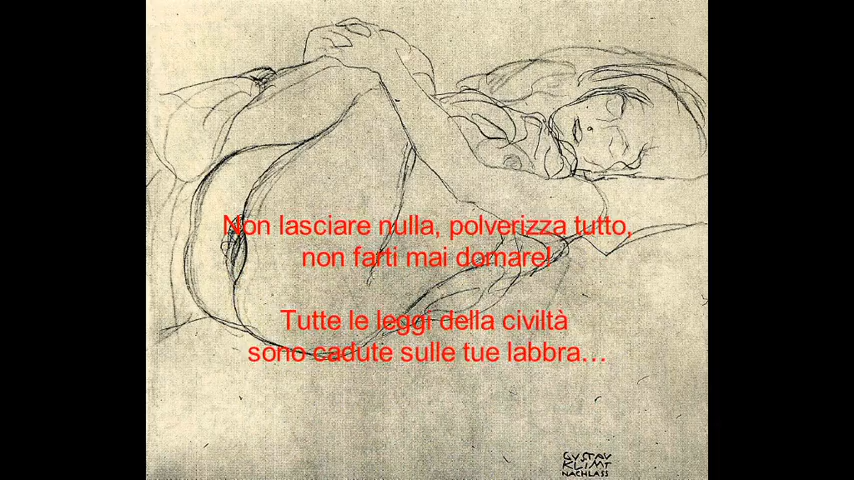 Non lasciare nulla, polverizza tutto,
non farti mai domare!
Tutte le leggi della civiltà
sono cadute sulle tue labbra…
GUSTAV
KLIMT
NACHLASS